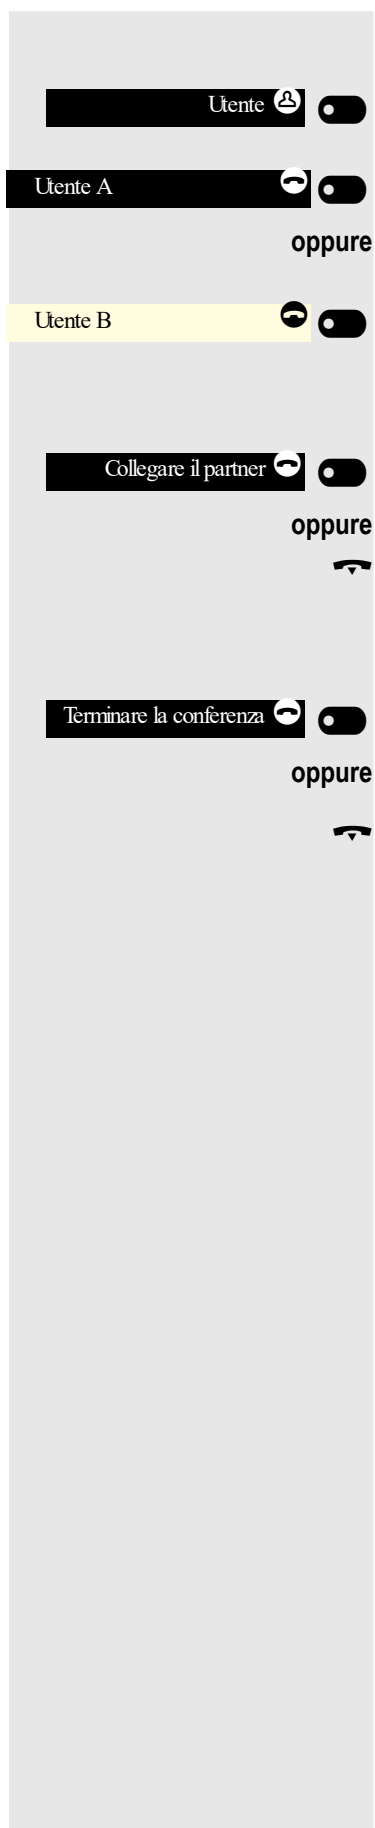 Utente
Utente A
oppure
Utente B
Collegare il partner
oppure
Terminare la conferenza
oppure